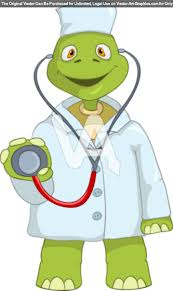 The Original Vector Can Be Purchased for Unlimited, Legal Use on Vector-Art-Graphics.com for Only